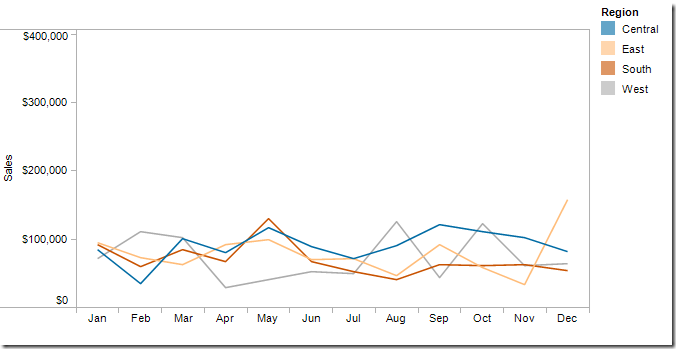 Region
Central
East
South
West
$400,000
$300,000
$200,000
$100,000
$0
Sales
Jan Feb Mar Apr May Jun Jul Aug Sep Oct Nov Dec